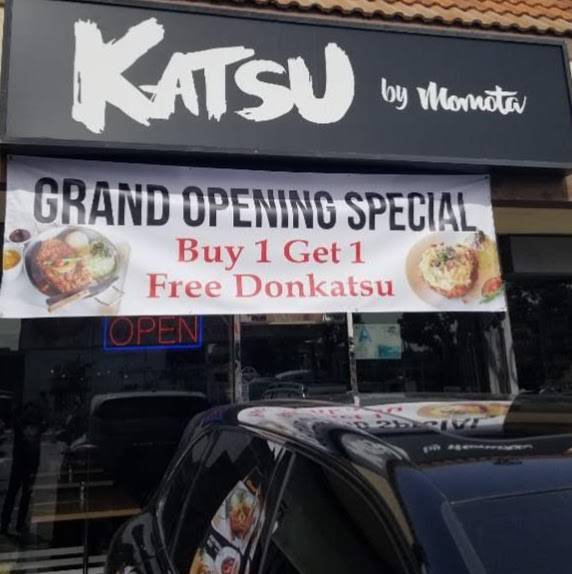 KATSU by Momota
GRAND OPENING SPECIAL
Buy 1 Get 1
Free Donkatsu
OPEN
A